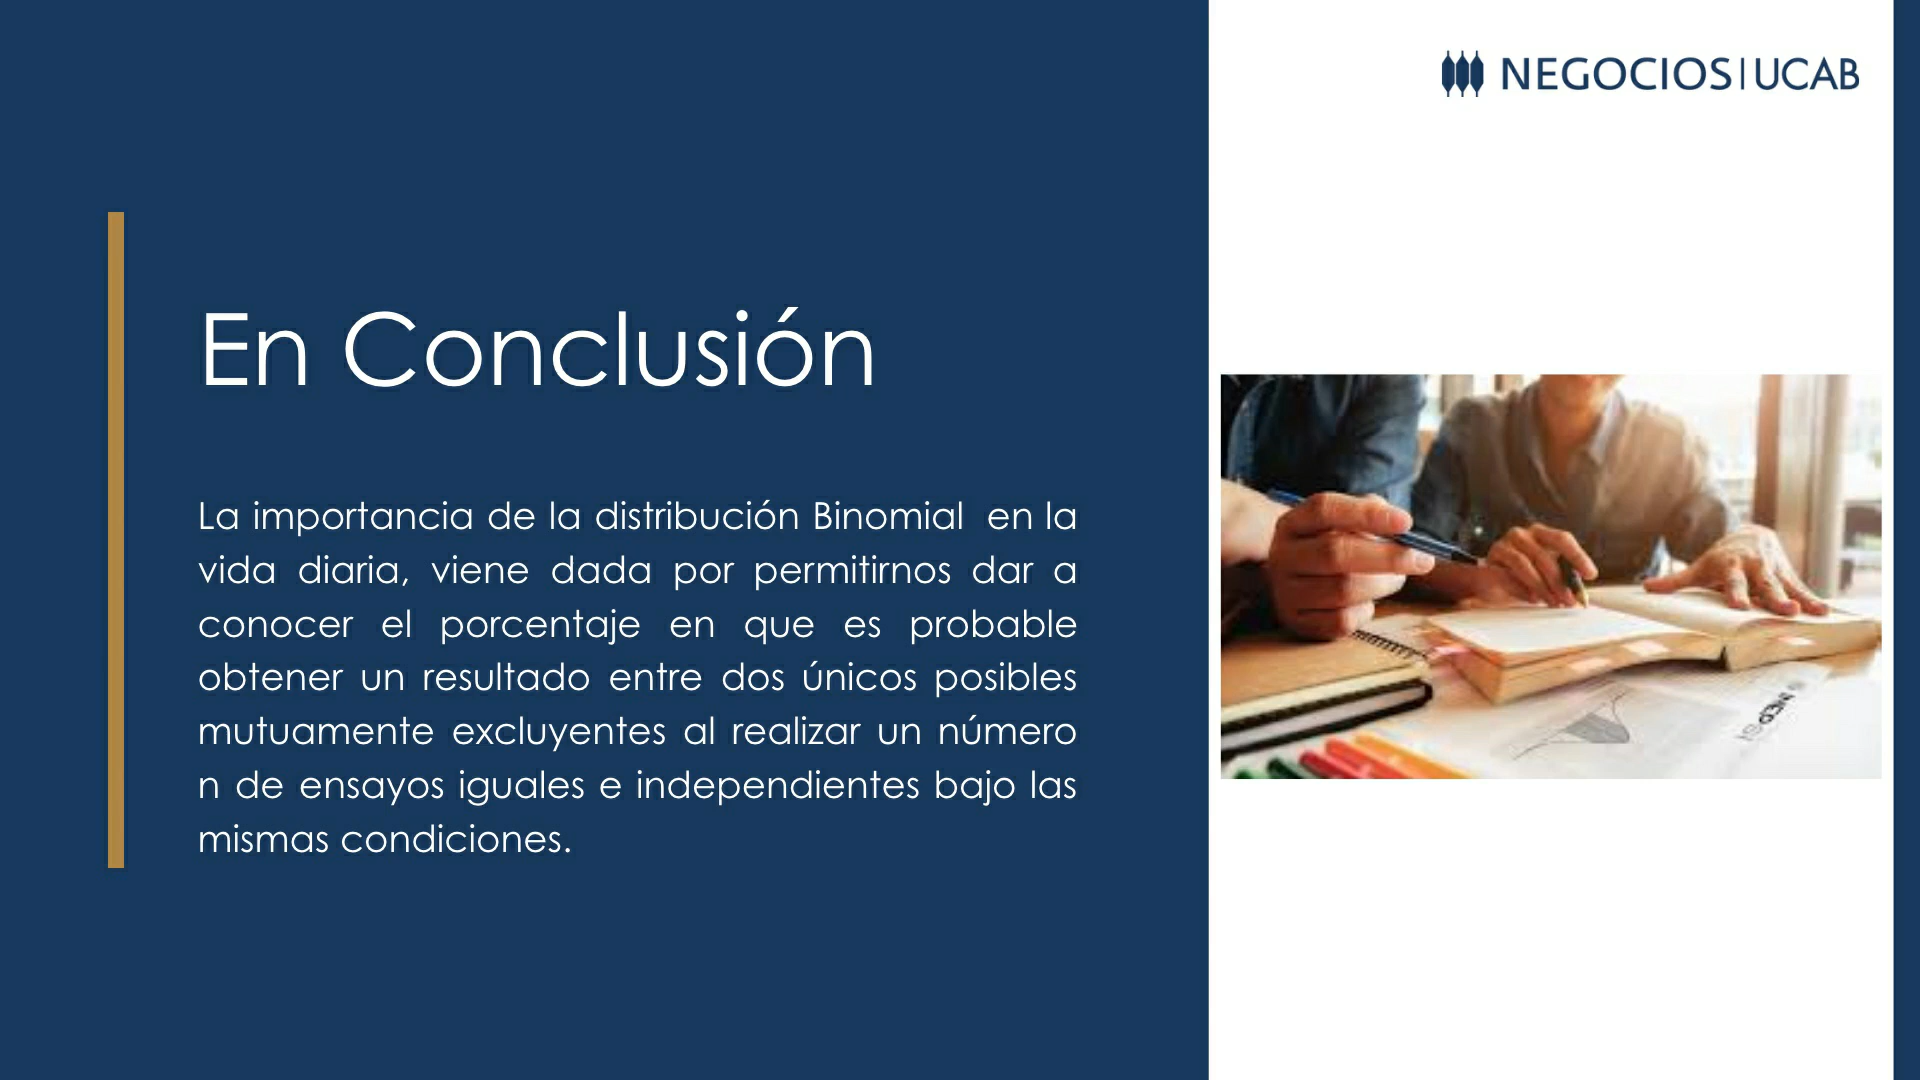 NEGOCIOS|UCAB
En Conclusión
La importancia de la distribución Binomial  en la
vida diaria, viene dada por permitirnos dar a
conocer el porcentaje en que es probable
obtener un resultado entre dos únicos posibles
mutuamente excluyentes al realizar un número
n de ensayos iguales e independientes bajo las
mismas condiciones.